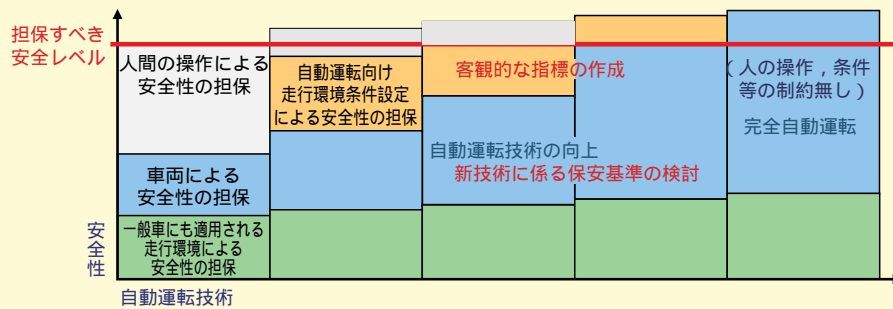 担保すべき
安全レベル
人間の操作による
安全性の担保
自動運転向け
走行環境条件設定
による安全性の担保
客観的な指標の作成
(人の操作,条件
等の制約無し)
完全自動運転
自動運転技術の向上
新技術に係る保安基準の検討
車両による
安全性の担保
一般車にも適用される
走行環境による
安全性の担保
安全性
自動運転技術